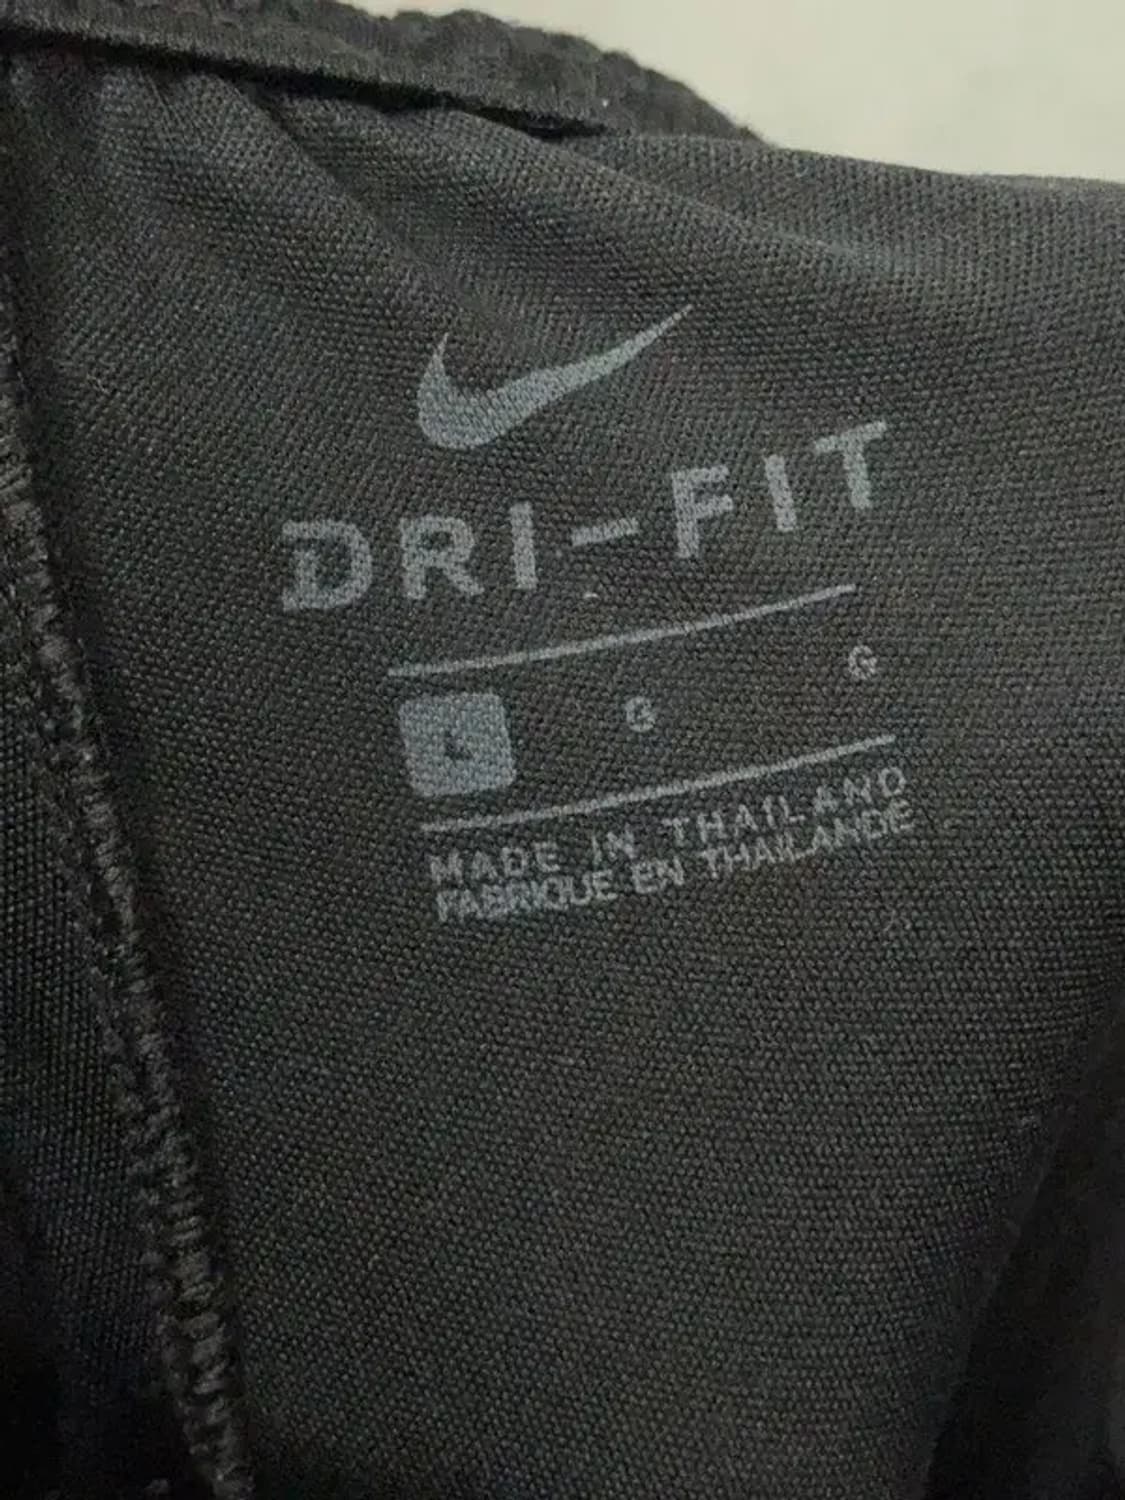 DRI-FIT
L G G
MADE IN THAILAND
FABRIQUE EN THAILANDE